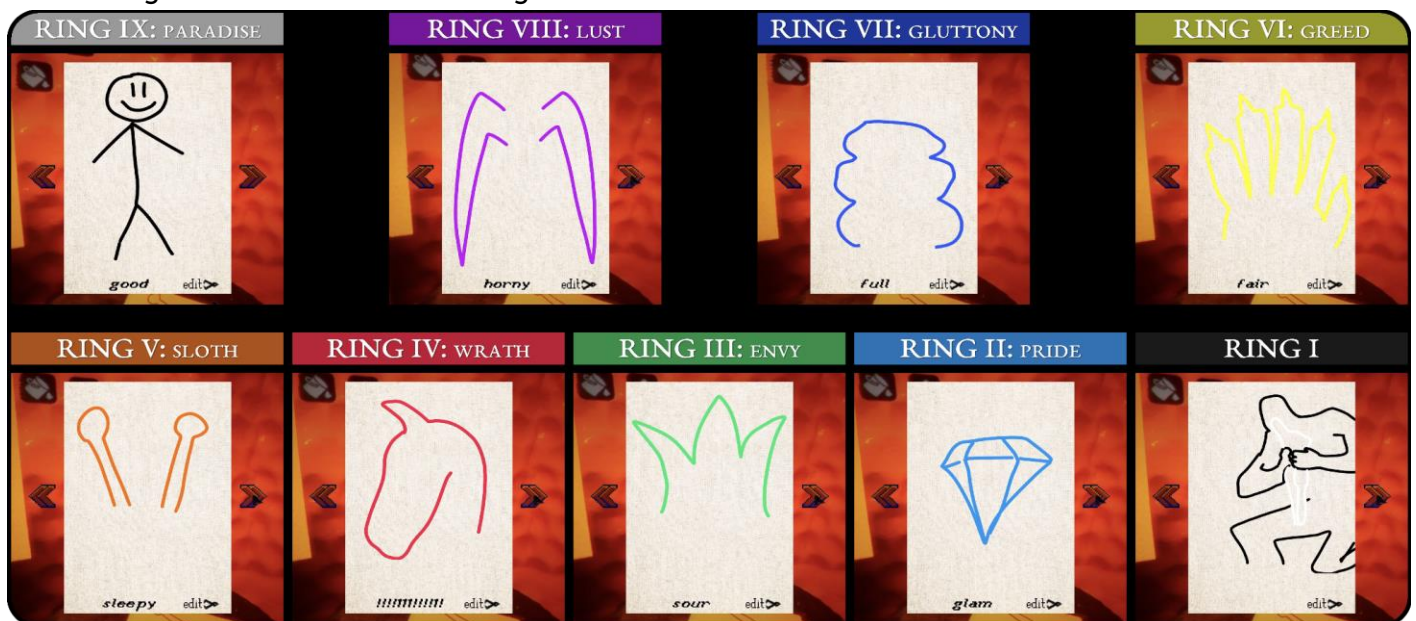 RING IX: PARADISE
RING VIII: LUST
RING VII: GLUTTONY
RING VI: GREED
good edit
horny edit
full edit
fair edit
RING V: SLOTH
RING IV: WRATH
RING III: ENVY
RING II: PRIDE
RING I
sleepy edit
edit
sour edit
glam edit
edit